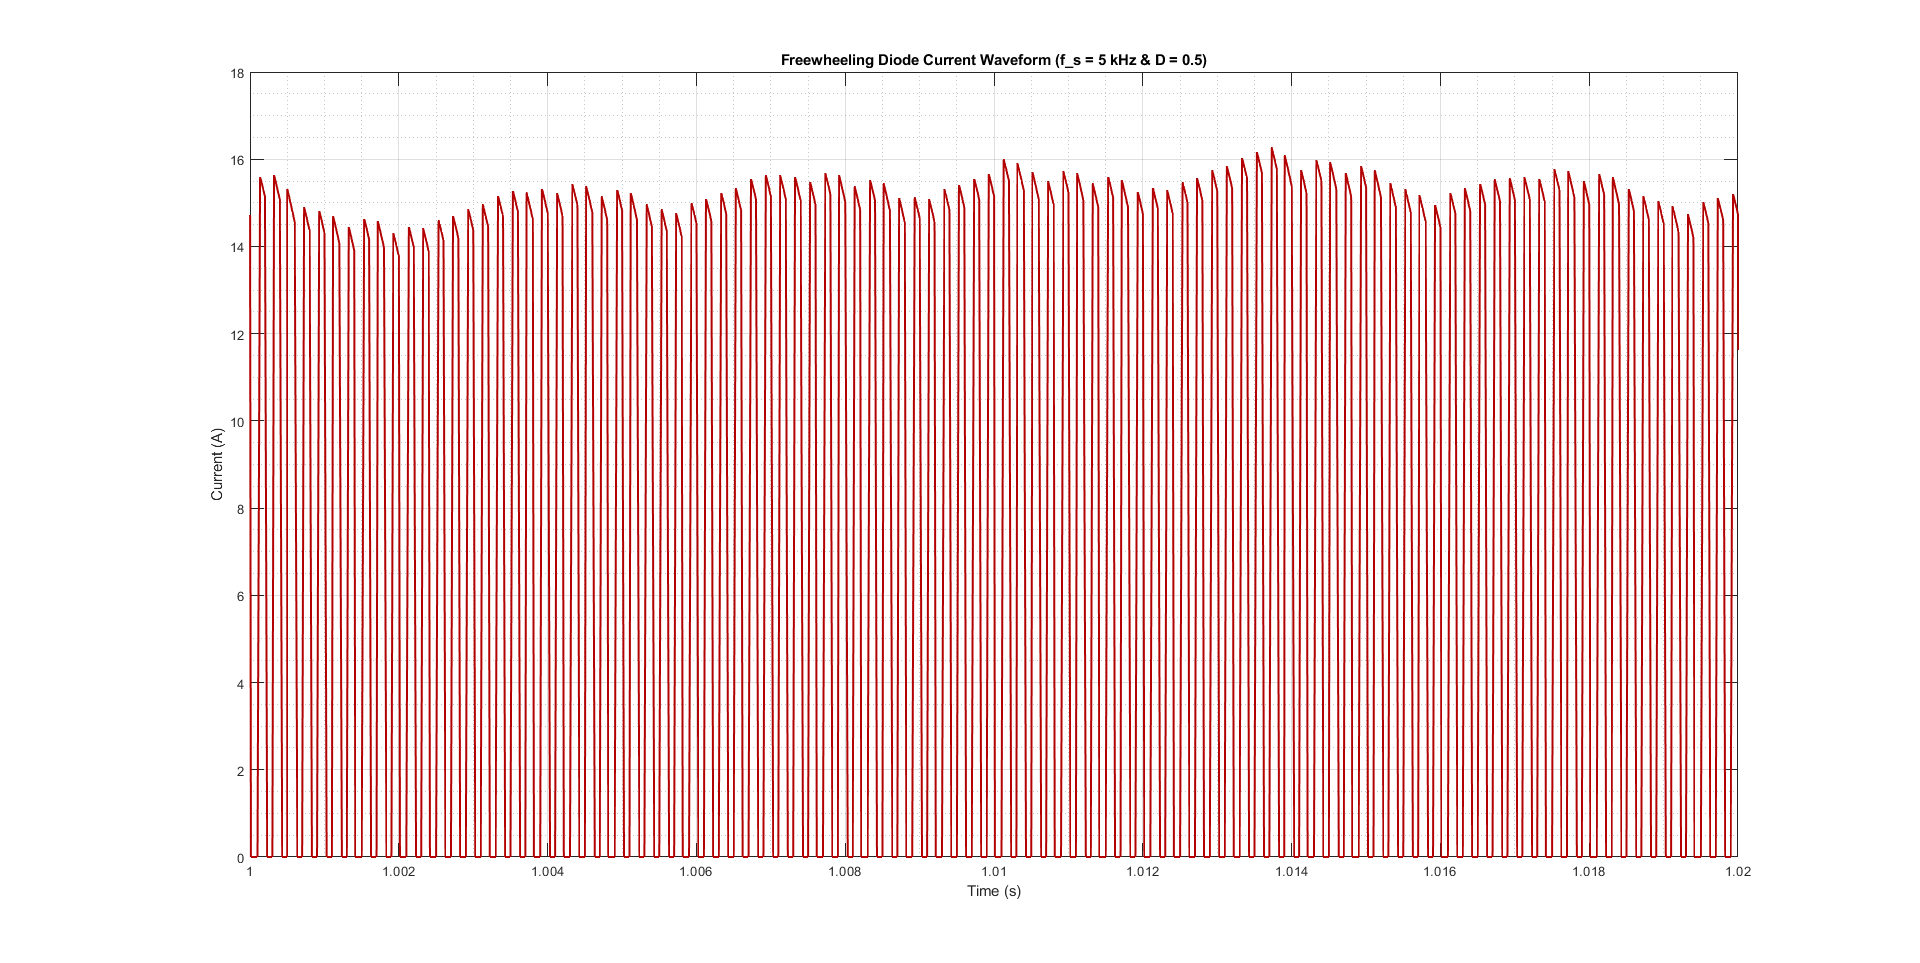 Freewheeling Diode Current Waveform (f_s = 5 kHz & D = 0.5)
18
16
14
12
10
8
6
4
2
0
Current (A)
1 1.002 1.004 1.006 1.008 1.01 1.012 1.014 1.016 1.018 1.02
Time (s)